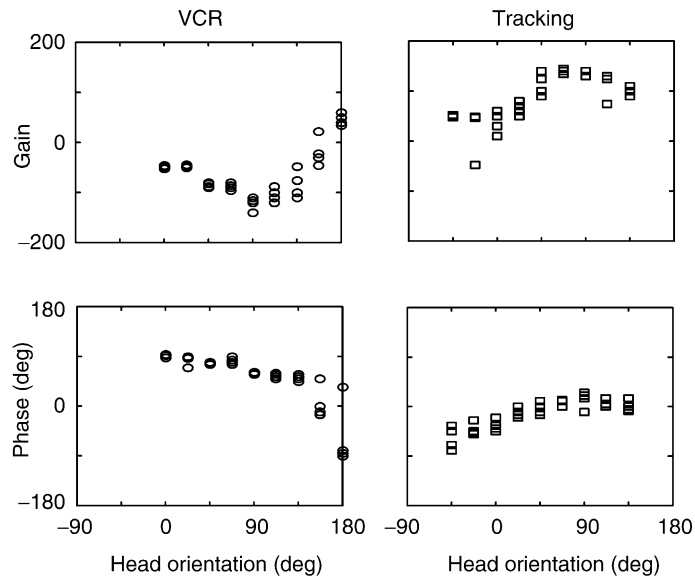 VCR
Tracking
200
Gain
0
−200
180
Phase (deg)
0
−180
−90 0 90 180
−90 0 90 180
Head orientation (deg)
Head orientation (deg)